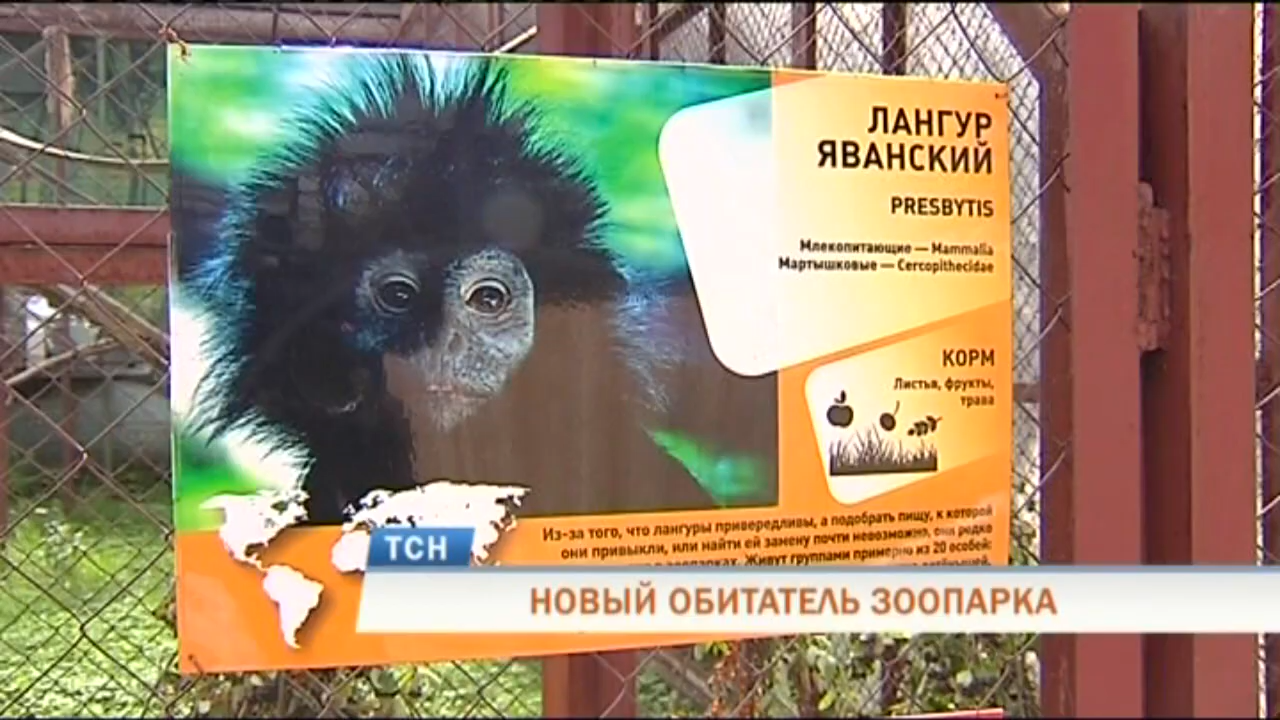 ЛАНГУР
ЯВАНСКИЙ
PRESBYTIS
Млекопитающие — Mammalia
Мартышковые — Cercopithecidae
КОРМ
Листья, фрукты,
трава
Из-за того, что лангуры привередливы, а подобрать пищу, к которой
они привыкли, или найти ей замену почти невозможно, они редко
зоопарках. Живут группами примерно из 20 особей:
ТСН
НОВЫЙ ОБИТАТЕЛЬ ЗООПАРКА